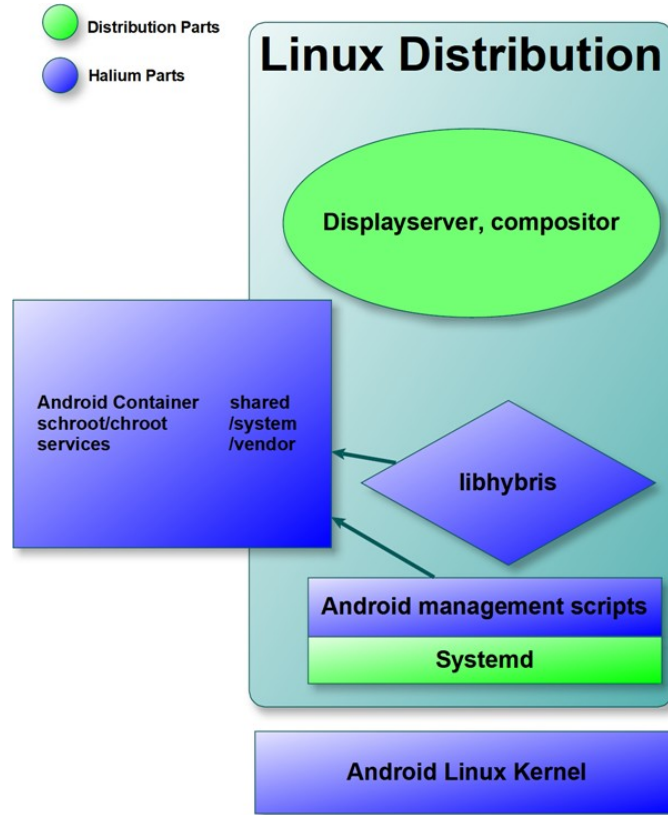 Distribution Parts
Halium Parts
Linux Distribution
Displayserver, compositor
Android Container
schroot/chroot
services
shared
/system
/vendor
libhybris
Android management scripts
Systemd
Android Linux Kernel